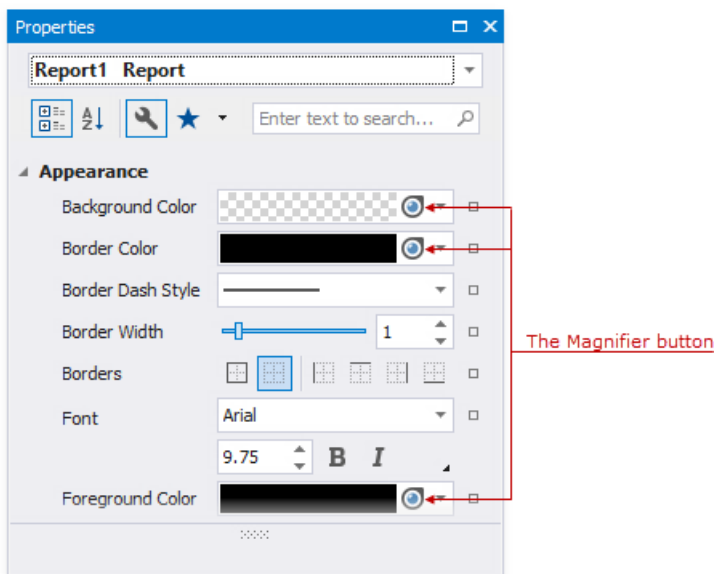 Properties
Report1 Report
A
Z
Enter text to search...
Appearance
Background Color
Border Color
Border Dash Style
Border Width 1
The Magnifier button
Borders
Font Arial
9.75 B I
Foreground Color